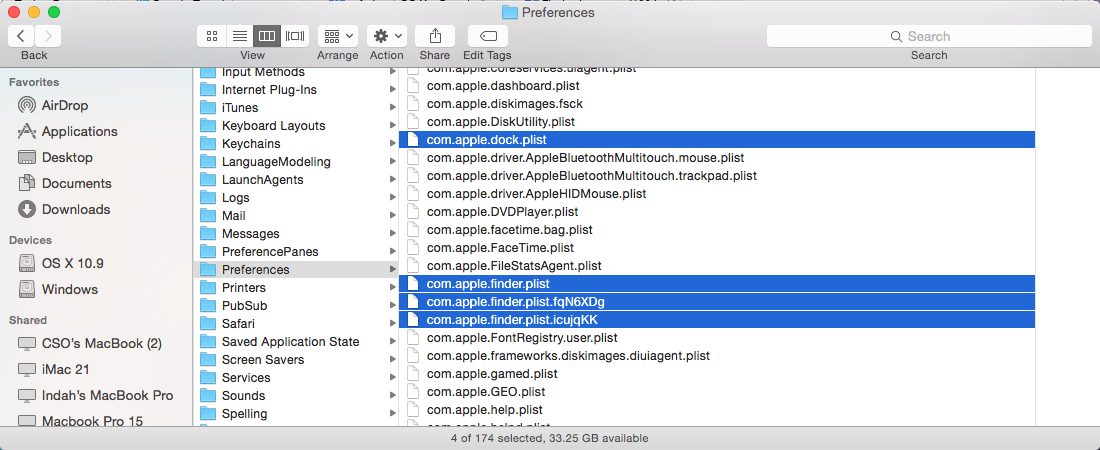 Preferences
Back
View
Arrange
Action
Share
Edit Tags
Search
Search
Favorites
AirDrop
Applications
Desktop
Documents
Downloads
Devices
OS X 10.9
Windows
Shared
CSO's MacBook (2)
iMac 21
Indah's MacBook Pro
Macbook Pro 15
Input Methods
Internet Plug-Ins
iTunes
Keyboard Layouts
Keychains
LanguageModeling
LaunchAgents
Logs
Mail
Messages
PreferencePanes
Preferences
Printers
PubSub
Safari
Saved Application State
Screen Savers
Services
Sounds
Spelling
com.apple.coreservices.uiagent.plist
com.apple.dashboard.plist
com.apple.diskimages.fsck
com.apple.DiskUtility.plist
com.apple.dock.plist
com.apple.driver.AppleBluetoothMultitouch.mouse.plist
com.apple.driver.AppleBluetoothMultitouch.trackpad.plist
com.apple.driver.AppleHIDMouse.plist
com.apple.DVDPlayer.plist
com.apple.facetime.bag.plist
com.apple.FaceTime.plist
com.apple.FileStatsAgent.plist
com.apple.finder.plist
com.apple.finder.plist.fqN6XDg
com.apple.finder.plist.icujqKK
com.apple.FontRegistry.user.plist
com.apple.frameworks.diskimages.diuiagent.plist
com.apple.gamed.plist
com.apple.GEO.plist
com.apple.help.plist
com.apple.helpd.plist
4 of 174 selected, 33.25 GB available